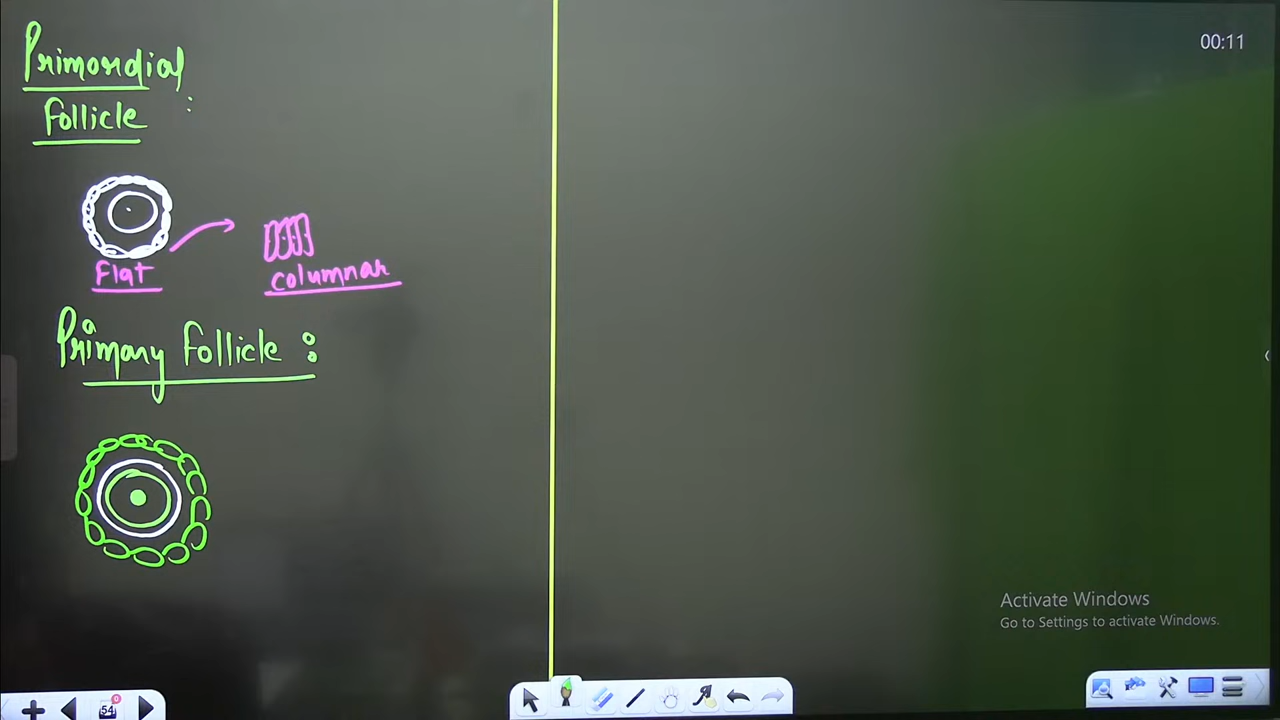 00:11
Primordial
Follicle :
Flat
columnar
Primary Follicle :
Activate Windows
Go to Settings to activate Windows.
54